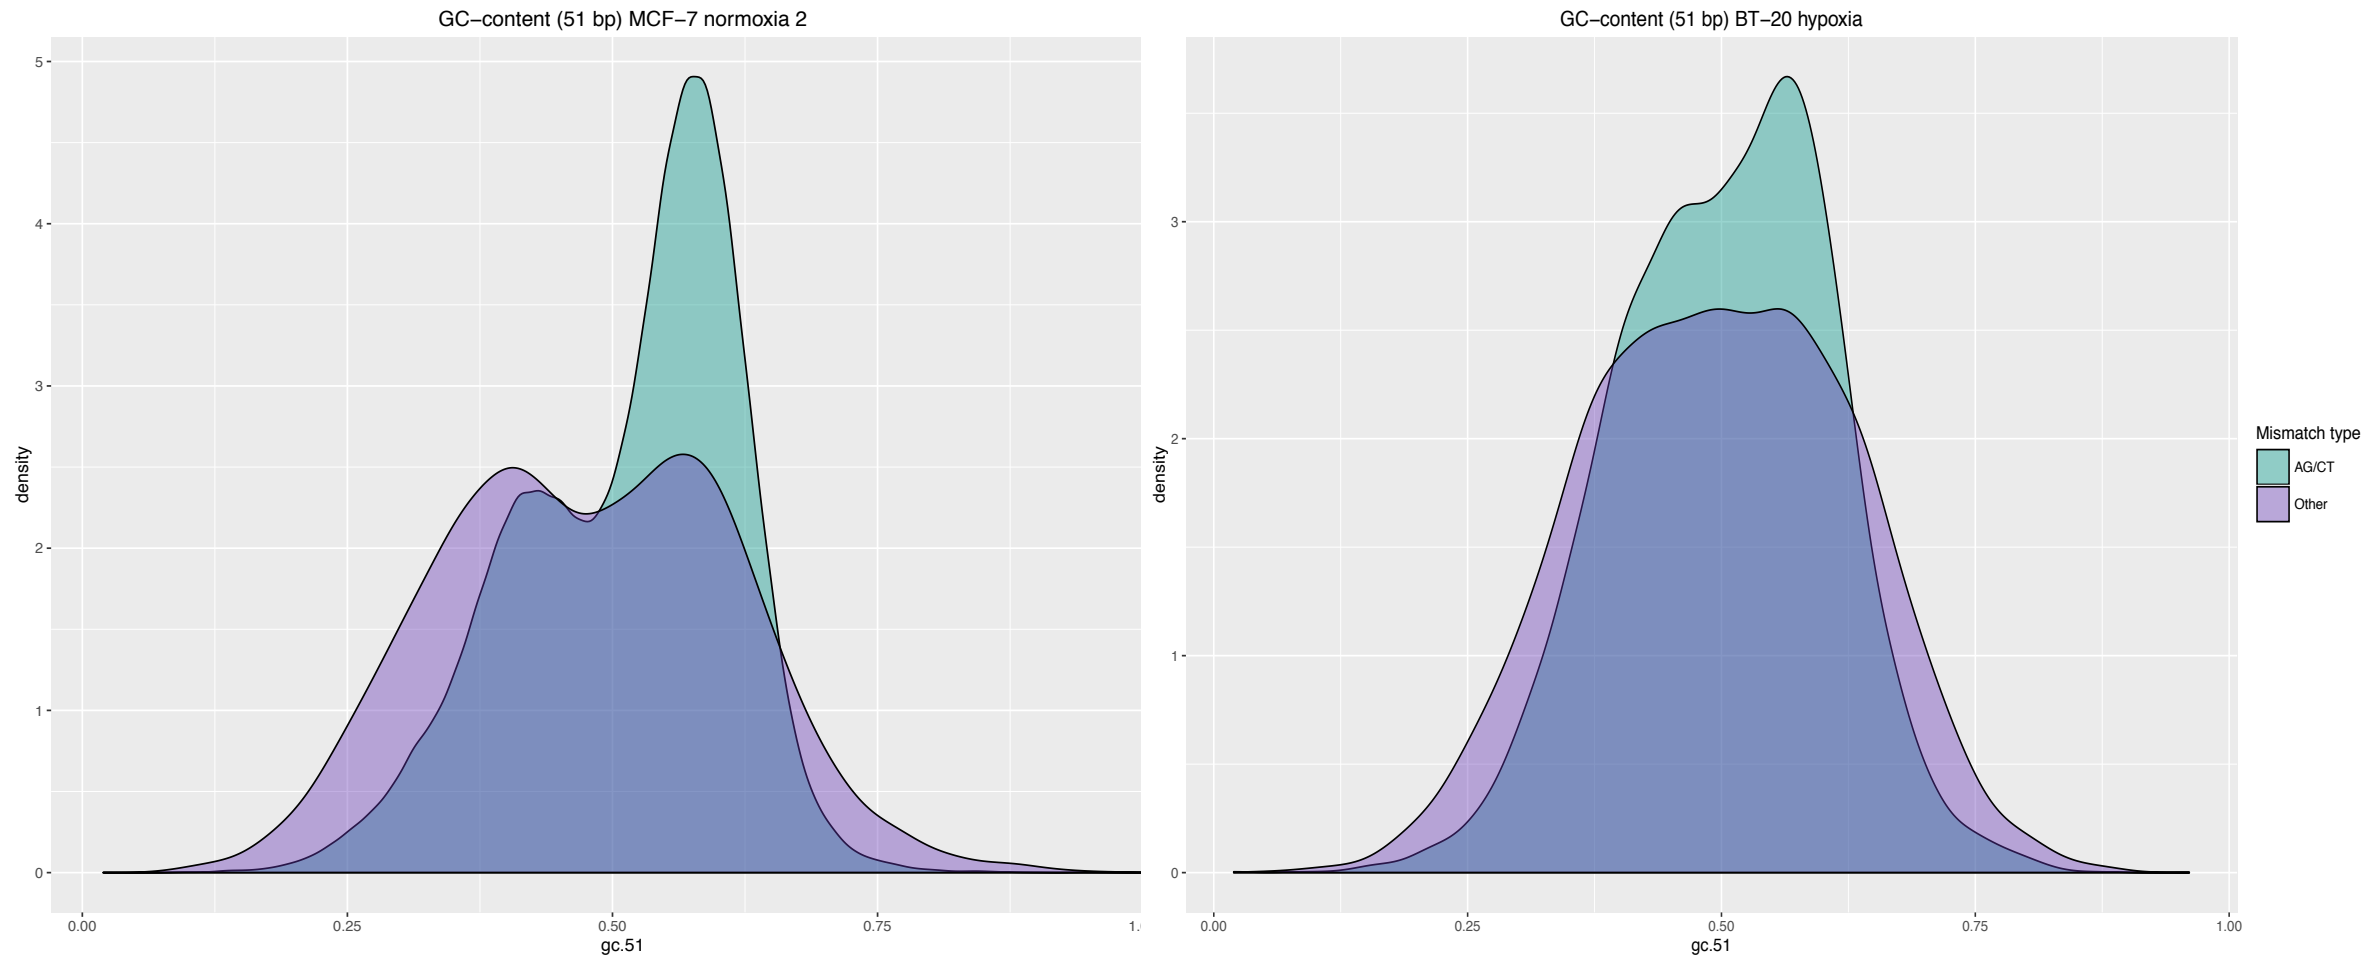 GC−content (51 bp) MCF−7 normoxia 2
5
4
3
2
1
0
density
0.00 0.25 0.50 0.75 1.
gc.51
GC−content (51 bp) BT−20 hypoxia
3
2
1
0
density
0.00 0.25 0.50 0.75 1.00
gc.51
Mismatch type
AG/CT
Other